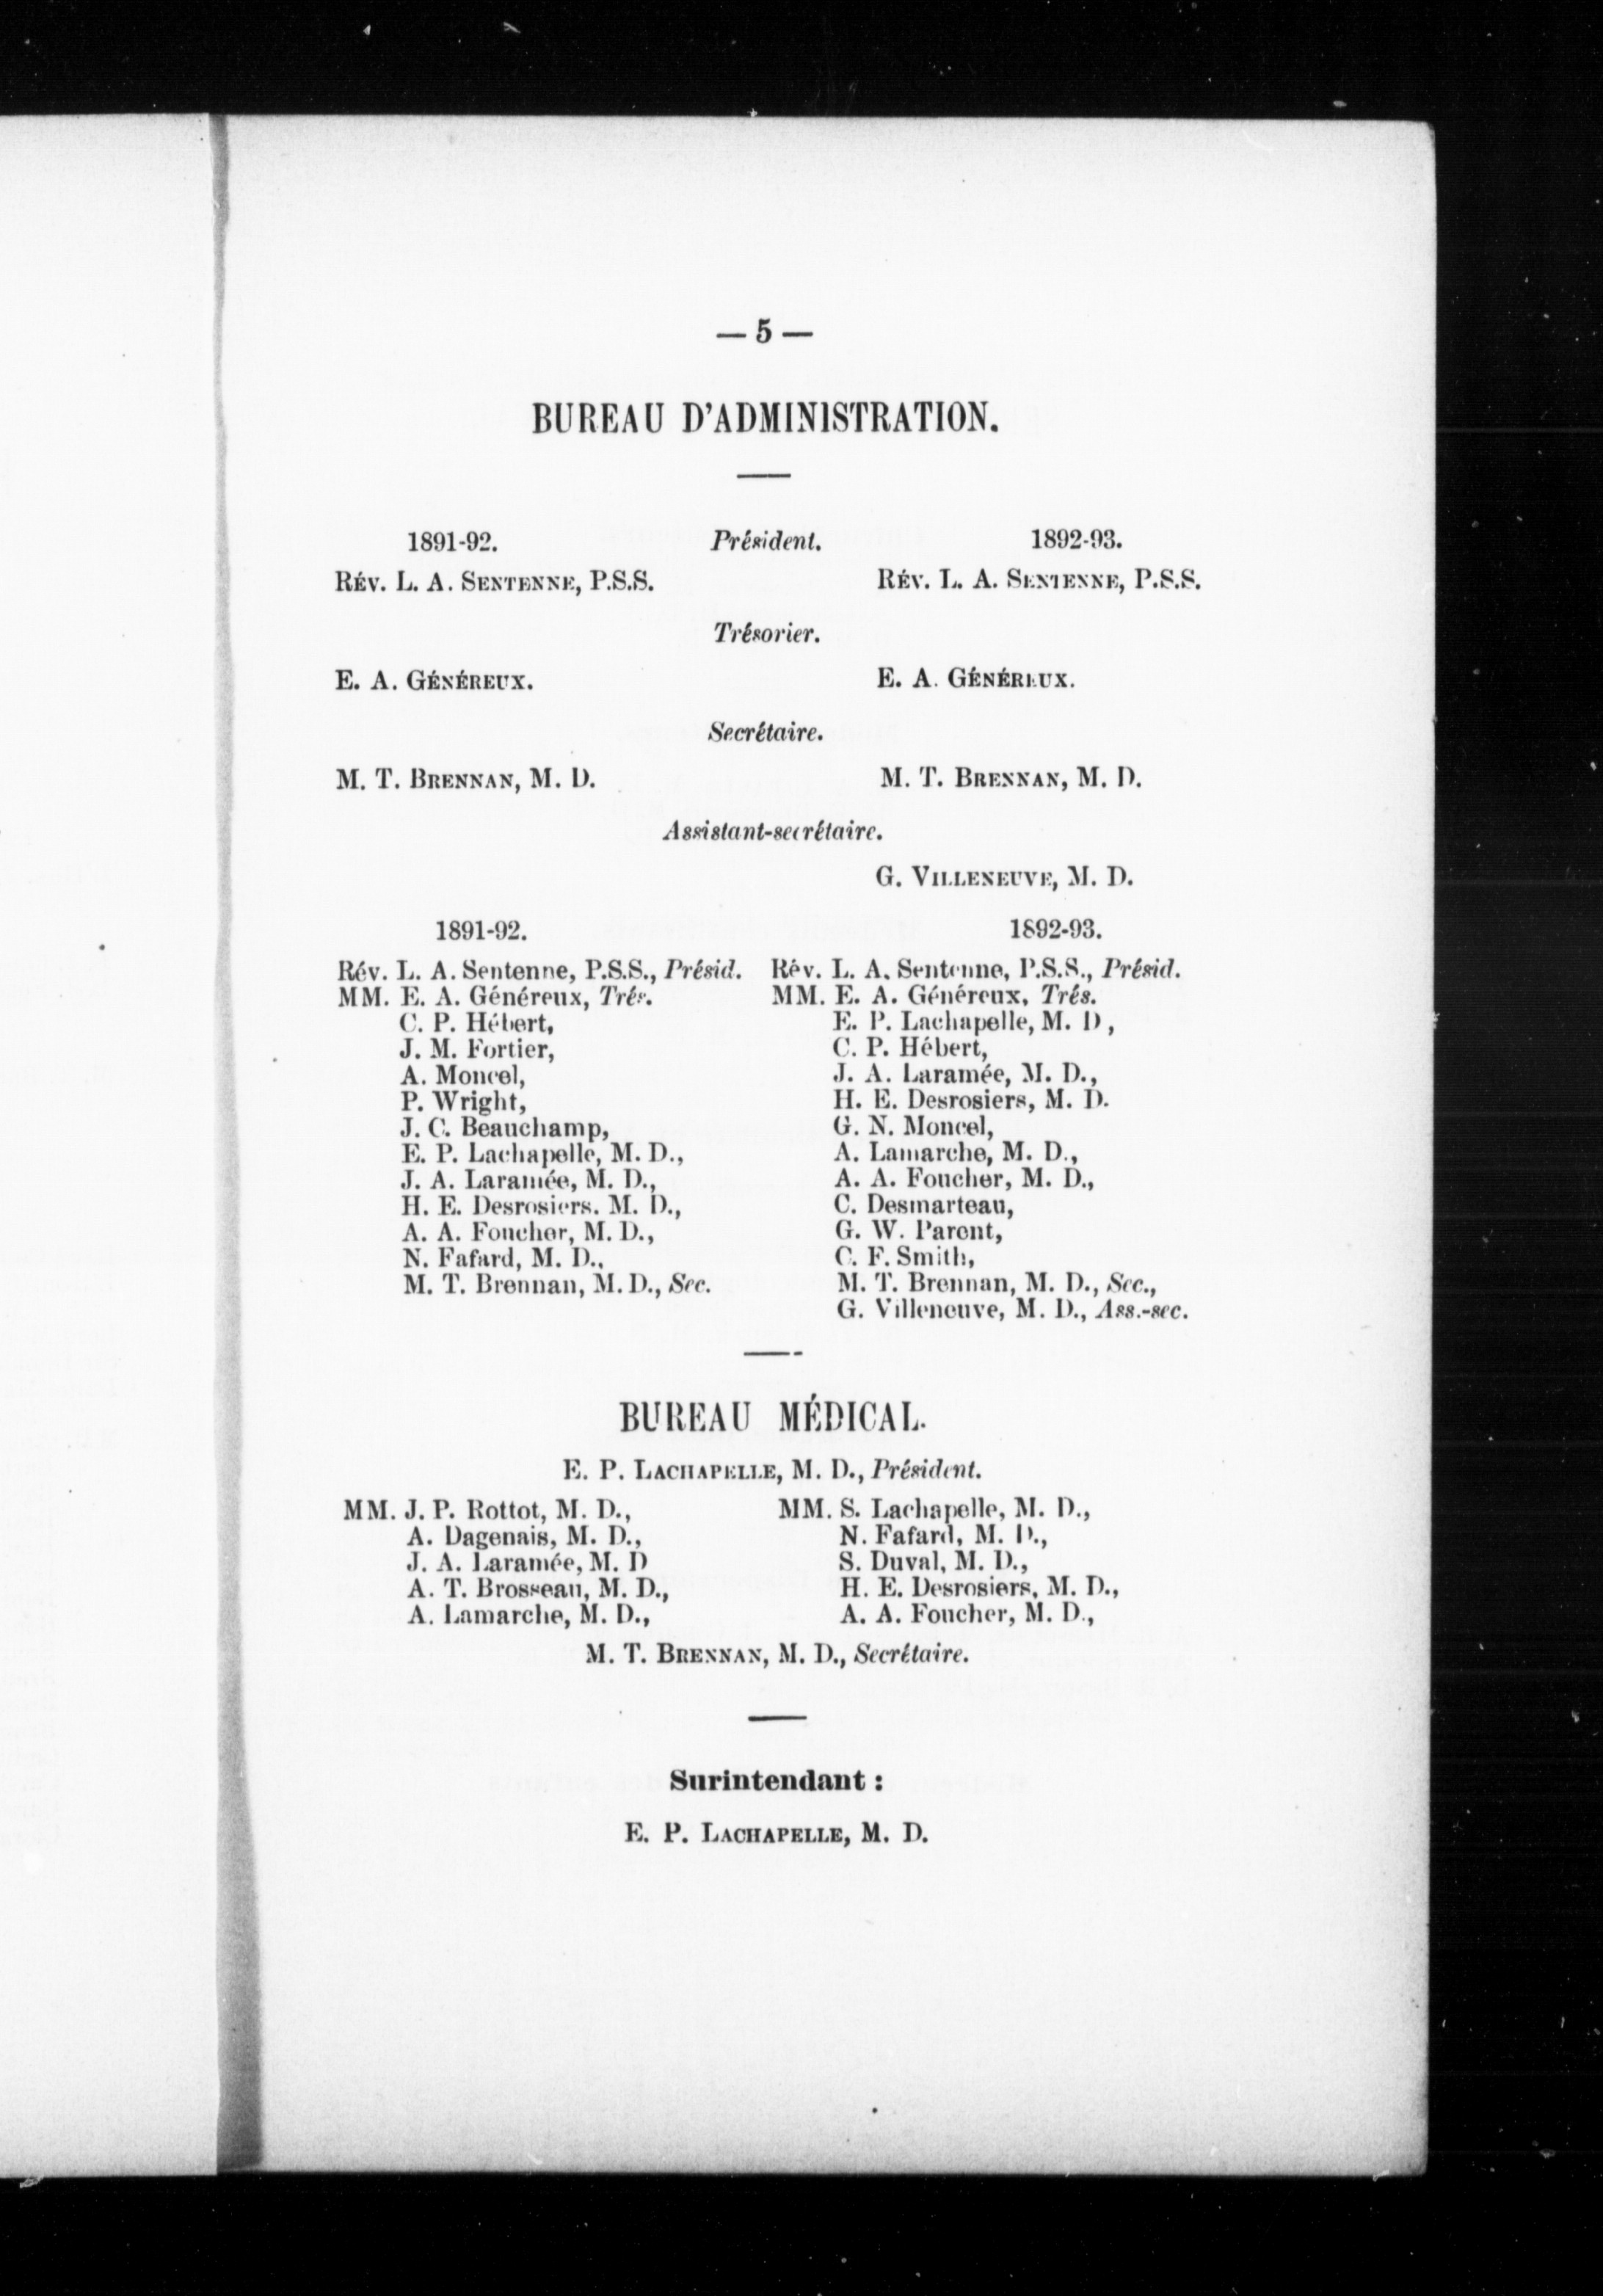 — 5 —
BUREAU D'ADMINISTRATION.
1891-92. Président. 1892-93.
RÉV. L. A. SENTENNE, P.S.S. RÉV. L. A. SENTENNE, P.S.S.
Trésorier.
E. A. GÉNÉREUX. E. A. GÉNÉREUX.
Secrétaire.
M. T. BRENNAN, M. D. M. T. BRENNAN, M. D.
Assistant-secrétaire.
G. VILLENEUVE, M. D.
1891-92.
Rév. L. A. Sentenne, P.S.S., Présid.
MM. E. A. Généreux, Trés.
C. P. Hébert,
J. M. Fortier,
A. Moncel,
P. Wright,
J. C. Beauchamp,
E. P. Lachapelle, M. D.,
J. A. Laramée, M. D.,
H. E. Desrosiers. M. D.,
A. A. Foucher, M. D.,
N. Fafard, M. D.,
M. T. Brennan, M. D., Sec.
1892-93.
Rév. L. A. Sentenne, P.S.S., Présid.
MM. E. A. Généreux, Trés.
E. P. Lachapelle, M. D,
C. P. Hébert,
J. A. Laramée, M. D.,
H. E. Desrosiers, M. D.
G. N. Moncel,
A. Lamarche, M. D.,
A. A. Foucher, M. D.,
C. Desmarteau,
G. W. Parent,
C. F. Smith,
M. T. Brennan, M. D., Sec.,
G. Villeneuve, M. D., Ass.-sec.
BUREAU MÉDICAL.
E. P. LACHAPELLE, M. D., Président.
MM. J. P. Rottot, M. D.,
A. Dagenais, M. D.,
J. A. Laramée, M. D
A. T. Brosseau, M. D.,
A. Lamarche, M. D.,
MM. S. Lachapelle, M. D.,
N. Fafard, M. D.,
S. Duval, M. D.,
H. E. Desrosiers, M. D.,
A. A. Foucher, M. D.,
M. T. BRENNAN, M. D., Secrétaire.
Surintendant :
E. P. LACHAPELLE, M. D.